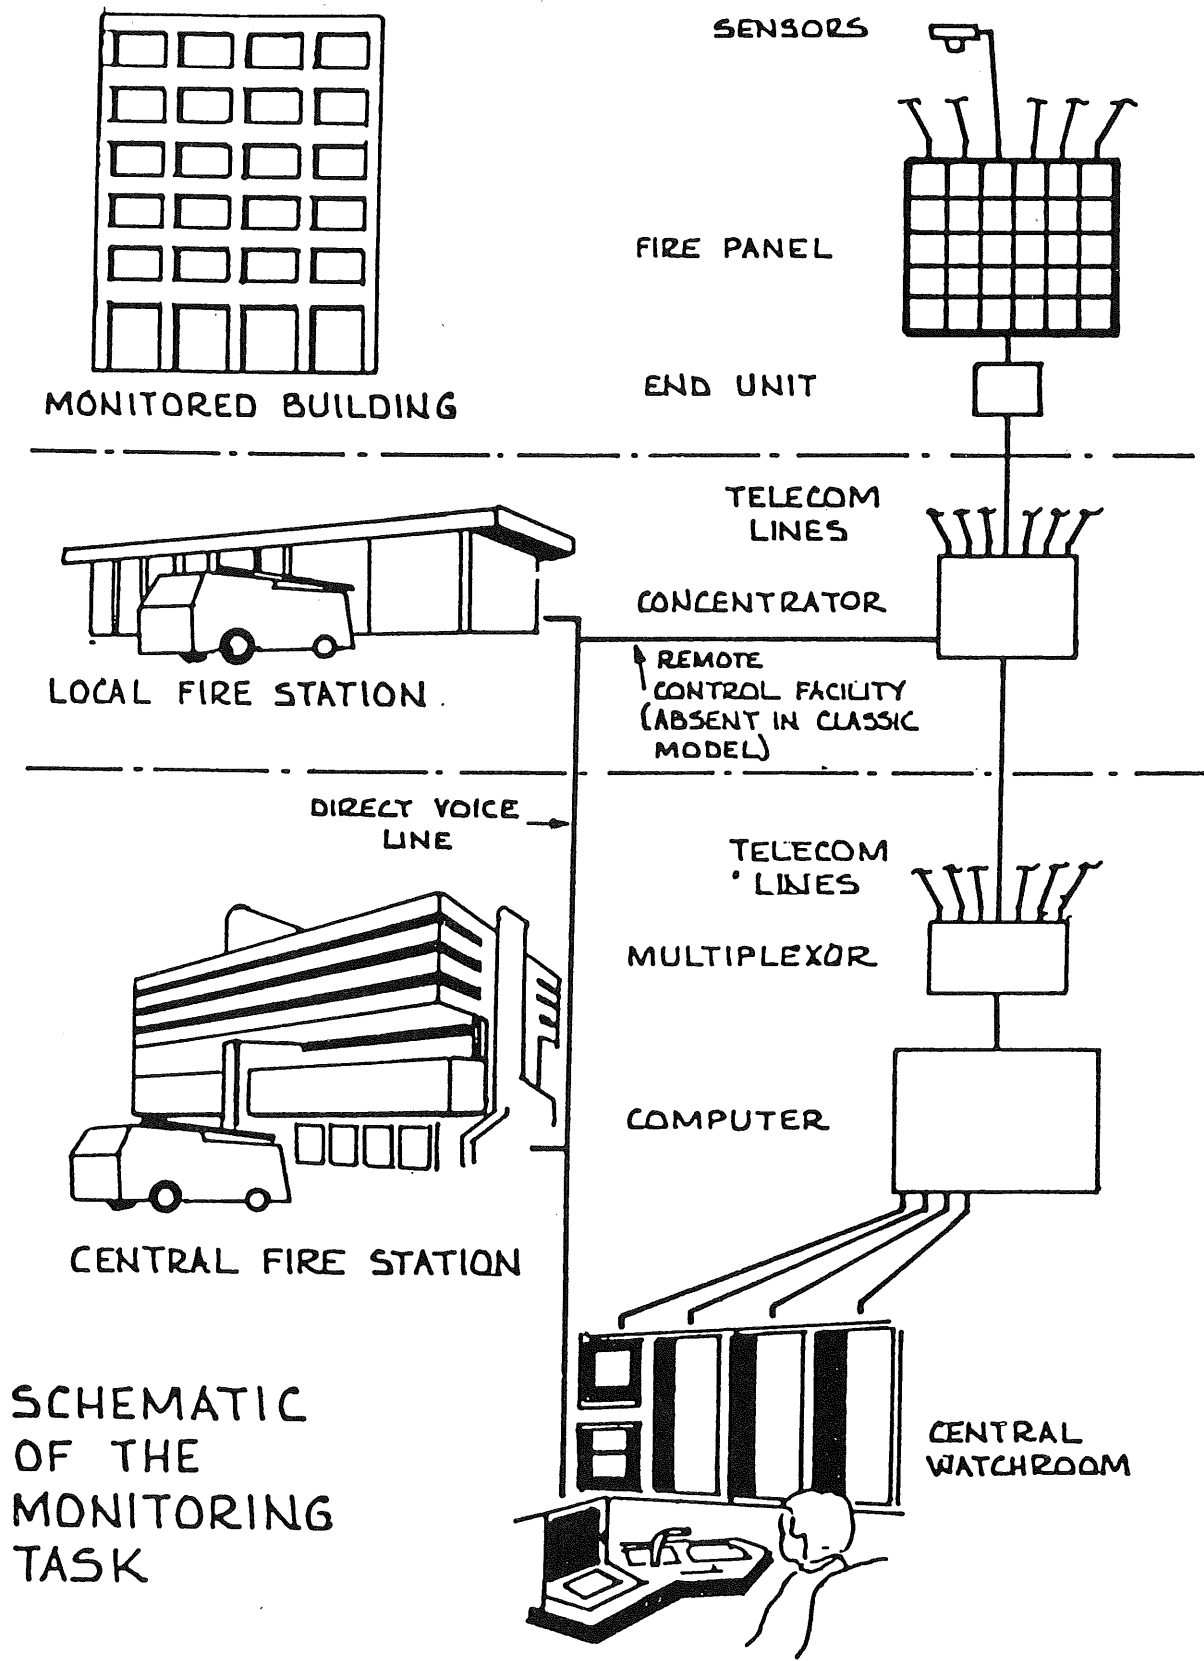 SENSORS
FIRE PANEL
END UNIT
MONITORED BUILDING
TELECOM
LINES
CONCENTRATOR
REMOTE
CONTROL FACILITY
(ABSENT IN CLASSIC
MODEL)
LOCAL FIRE STATION
DIRECT VOICE
LINE
TELECOM
LINES
MULTIPLEXOR
COMPUTER
CENTRAL FIRE STATION
SCHEMATIC
OF THE
MONITORING
TASK
CENTRAL
WATCHROOM